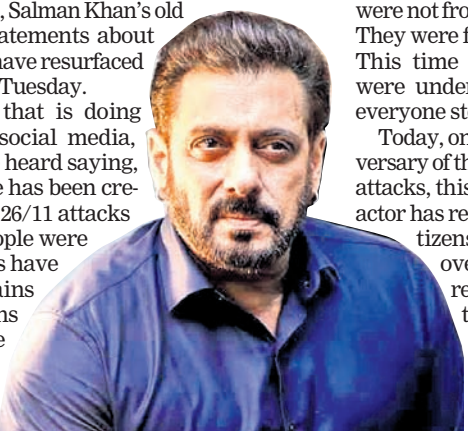 , Salman Khan's old
atements about
have resurfaced
Tuesday.
that is doing
social media,
heard saying,
e has been cre-
26/11 attacks
ople were
s have
ains
ns
e
were not fro
They were f
This time
were under
everyone st
Today, on
versary of th
attacks, this
actor has re
tizens
ove
re
t